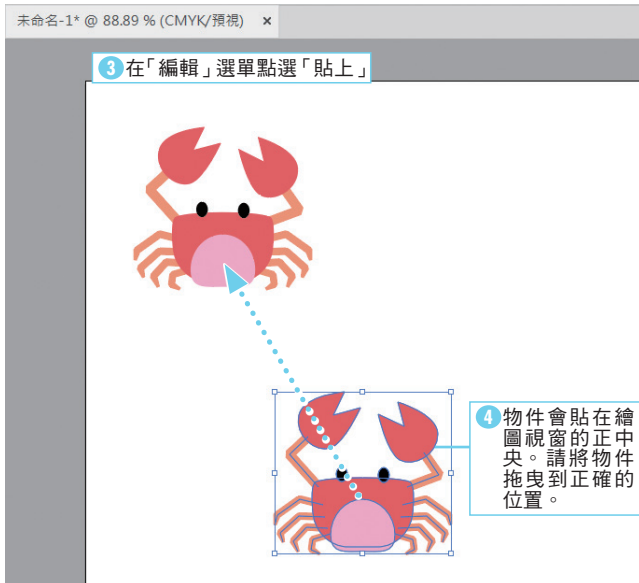 未命名-1* @ 88.89 % (CMYK/預視) ×
3 在「編輯」選單點選「貼上」
4 物件會貼在繪
圖視窗的正中
央。請將物件
拖曳到正確的
位置。